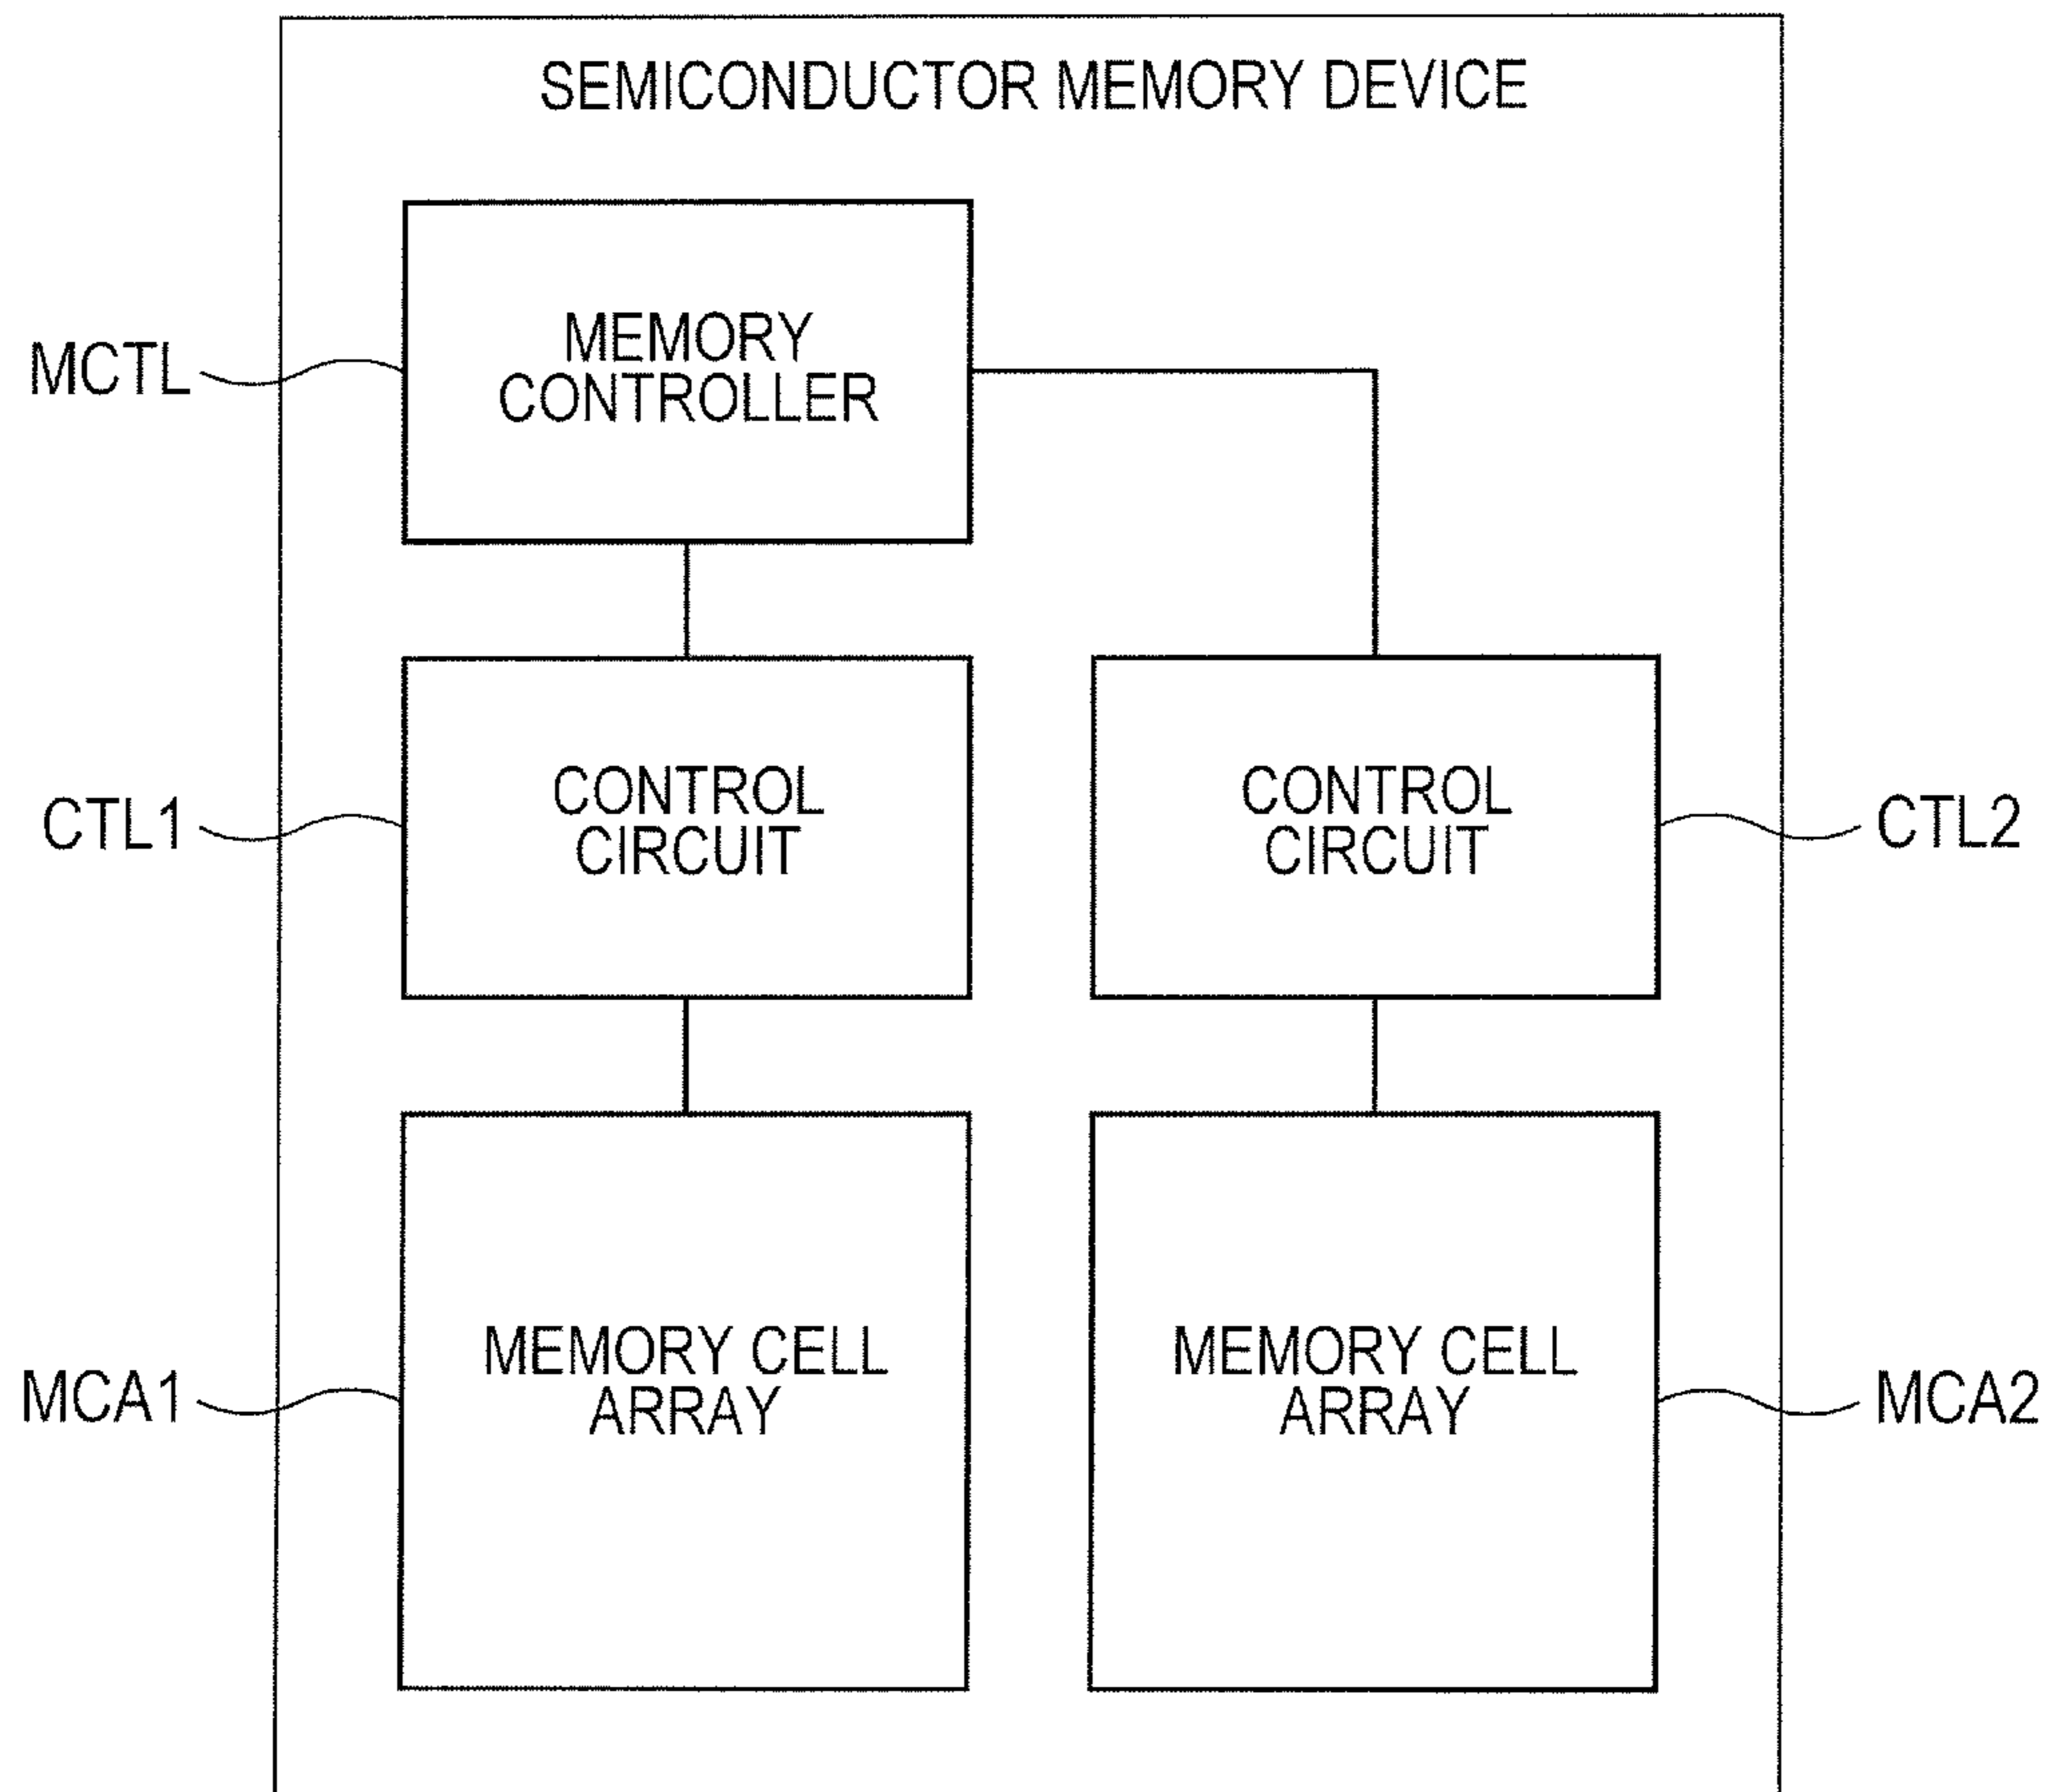 SEMICONDUCTOR MEMORY DEVICE
MEMORY
CONTROLLER
MCTL
CONTROL
CIRCUIT
CTL1
CONTROL
CIRCUIT
CTL2
MEMORY CELL
ARRAY
MCA1
MEMORY CELL
ARRAY
MCA2